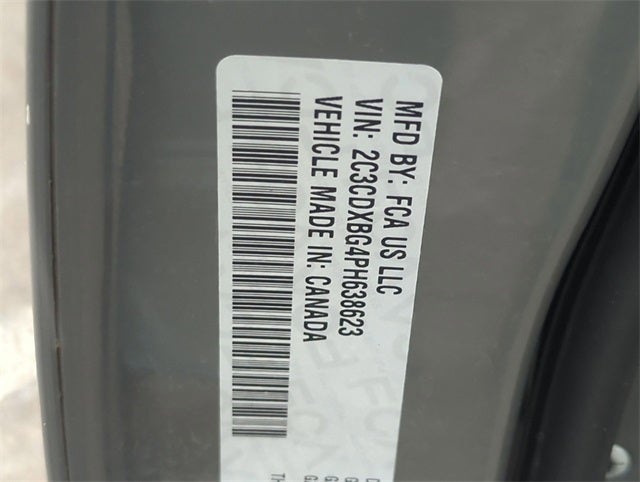 MFD BY: FCA US LLC
VIN: 2C3CDXBG4PH638623
VEHICLE MADE IN: CANADA